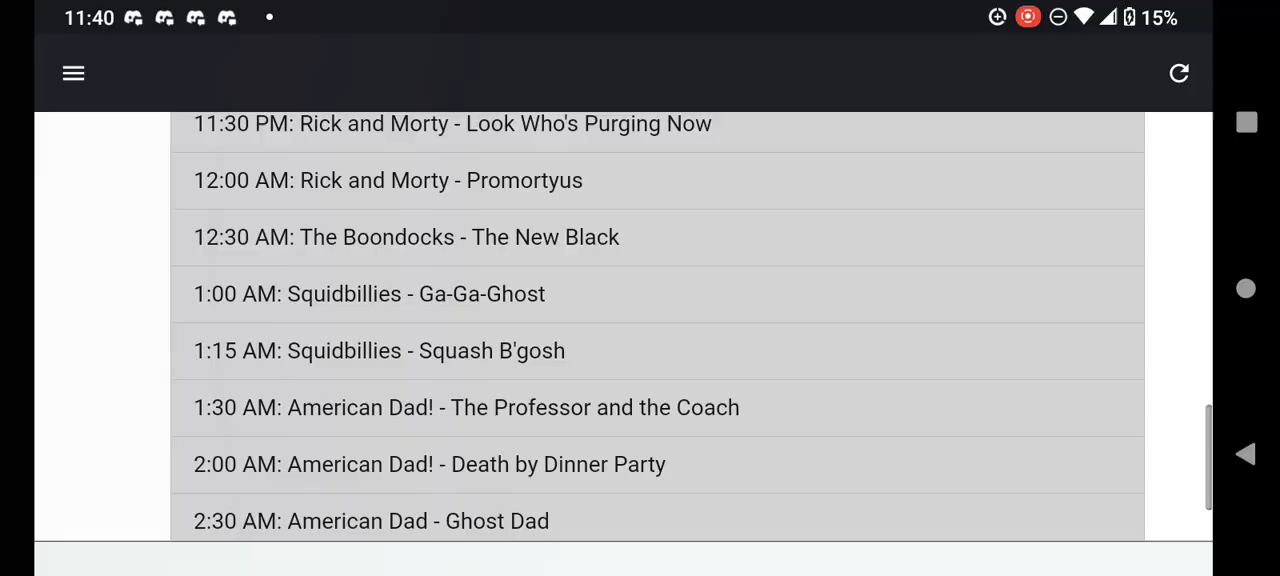 11:40
15%
11:30 PM: Rick and Morty - Look Who's Purging Now
12:00 AM: Rick and Morty - Promortyus
12:30 AM: The Boondocks - The New Black
1:00 AM: Squidbillies - Ga-Ga-Ghost
1:15 AM: Squidbillies - Squash B'gosh
1:30 AM: American Dad! - The Professor and the Coach
2:00 AM: American Dad! - Death by Dinner Party
2:30 AM: American Dad - Ghost Dad